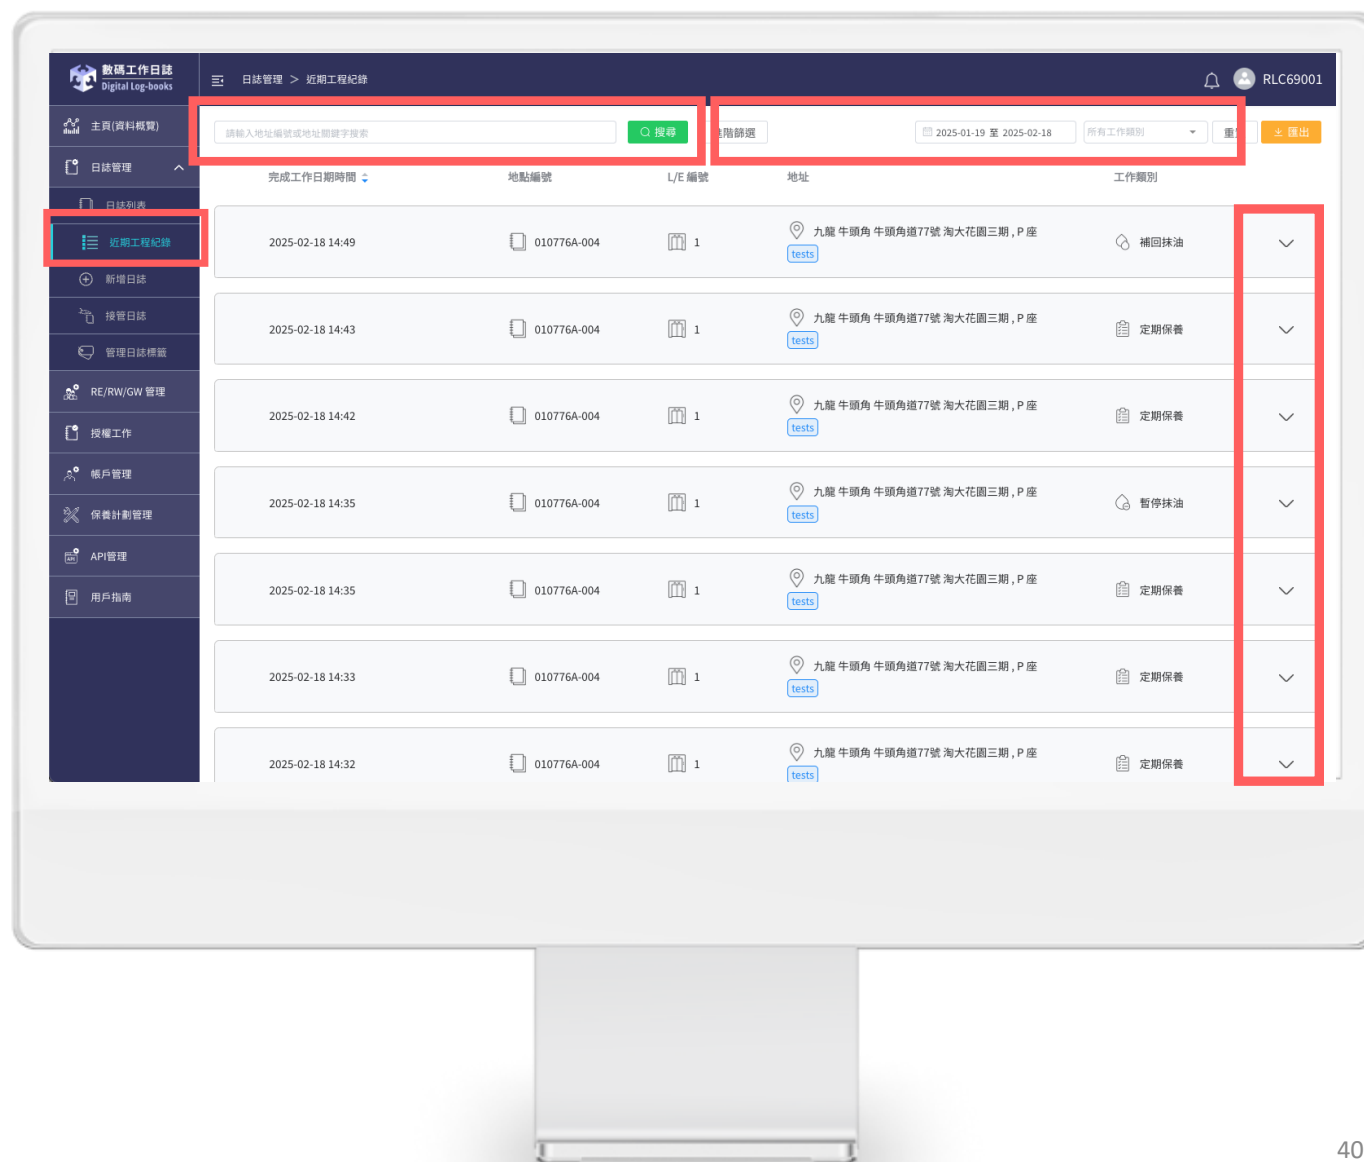 數碼工作日誌
Digital Log-books
日誌管理 > 近期工程紀錄
RLC69001
主頁(資料概覽)
日誌管理
日誌列表
近期工程紀錄
新增日誌
接管日誌
管理日誌標籤
RE/RW/GW 管理
授權工作
帳戶管理
保養計劃管理
API管理
用戶指南
請輸入地址編號或地址關鍵字搜索
搜尋
階篩選
2025-01-19 至 2025-02-18
所有工作類別
重
匯出
完成工作日期時間 地點編號 L/E 編號 地址 工作類別
2025-02-18 14:49 010776A-004 1 九龍 牛頭角 牛頭角道77號 淘大花園三期 , P 座 補回抹油
tests
2025-02-18 14:43 010776A-004 1 九龍 牛頭角 牛頭角道77號 淘大花園三期 , P 座 定期保養
tests
2025-02-18 14:42 010776A-004 1 九龍 牛頭角 牛頭角道77號 淘大花園三期 , P 座 定期保養
tests
2025-02-18 14:35 010776A-004 1 九龍 牛頭角 牛頭角道77號 淘大花園三期 , P 座 暫停抹油
tests
2025-02-18 14:35 010776A-004 1 九龍 牛頭角 牛頭角道77號 淘大花園三期 , P 座 定期保養
tests
2025-02-18 14:33 010776A-004 1 九龍 牛頭角 牛頭角道77號 淘大花園三期 , P 座 定期保養
tests
2025-02-18 14:32 010776A-004 1 九龍 牛頭角 牛頭角道77號 淘大花園三期 , P 座 定期保養
tests
40